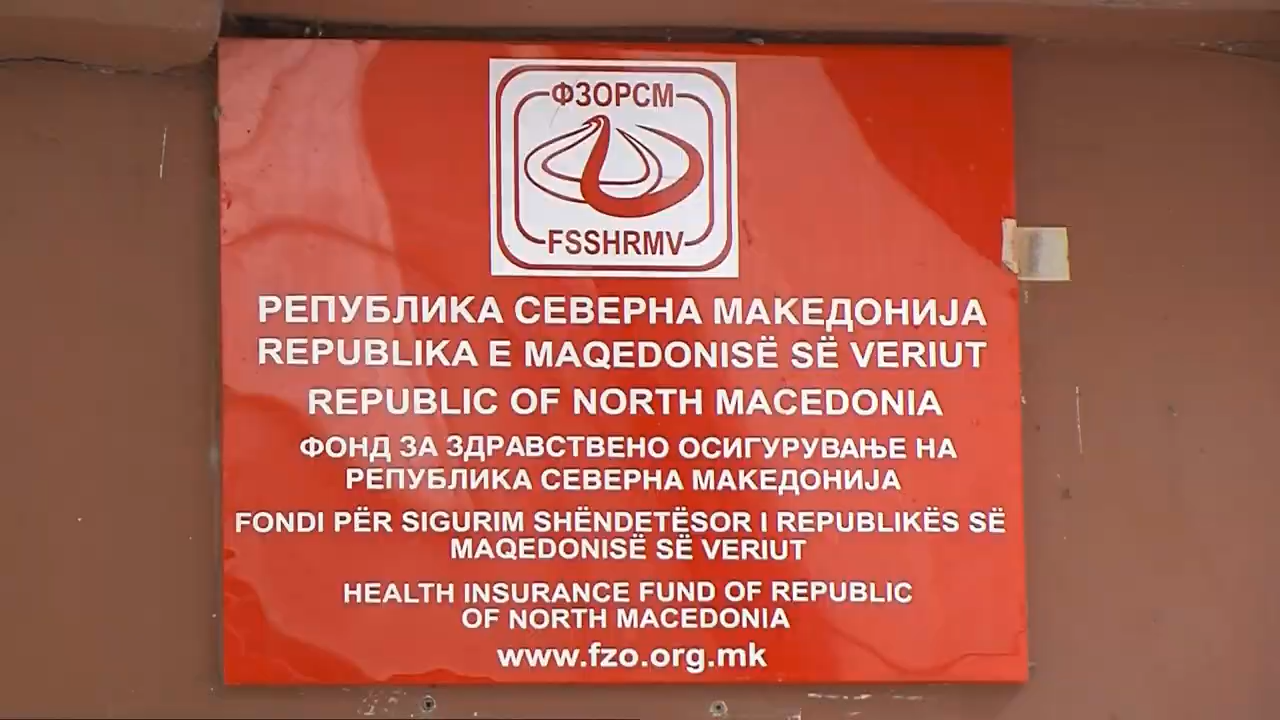 ФЗОРСМ
FSSHRMV
РЕПУБЛИКА СЕВЕРНА МАКЕДОНИЈА
REPUBLIKA E MAQEDONISË SË VERIUT
REPUBLIC OF NORTH MACEDONIA
ФОНД ЗА ЗДРАВСТВЕНО ОСИГУРУВАЊЕ НА
РЕПУБЛИКА СЕВЕРНА МАКЕДОНИЈА
FONDI PËR SIGURIM SHËNDETËSOR I REPUBLIKËS SË
MAQEDONISË SË VERIUT
HEALTH INSURANCE FUND OF REPUBLIC
OF NORTH MACEDONIA
www.fzo.org.mk